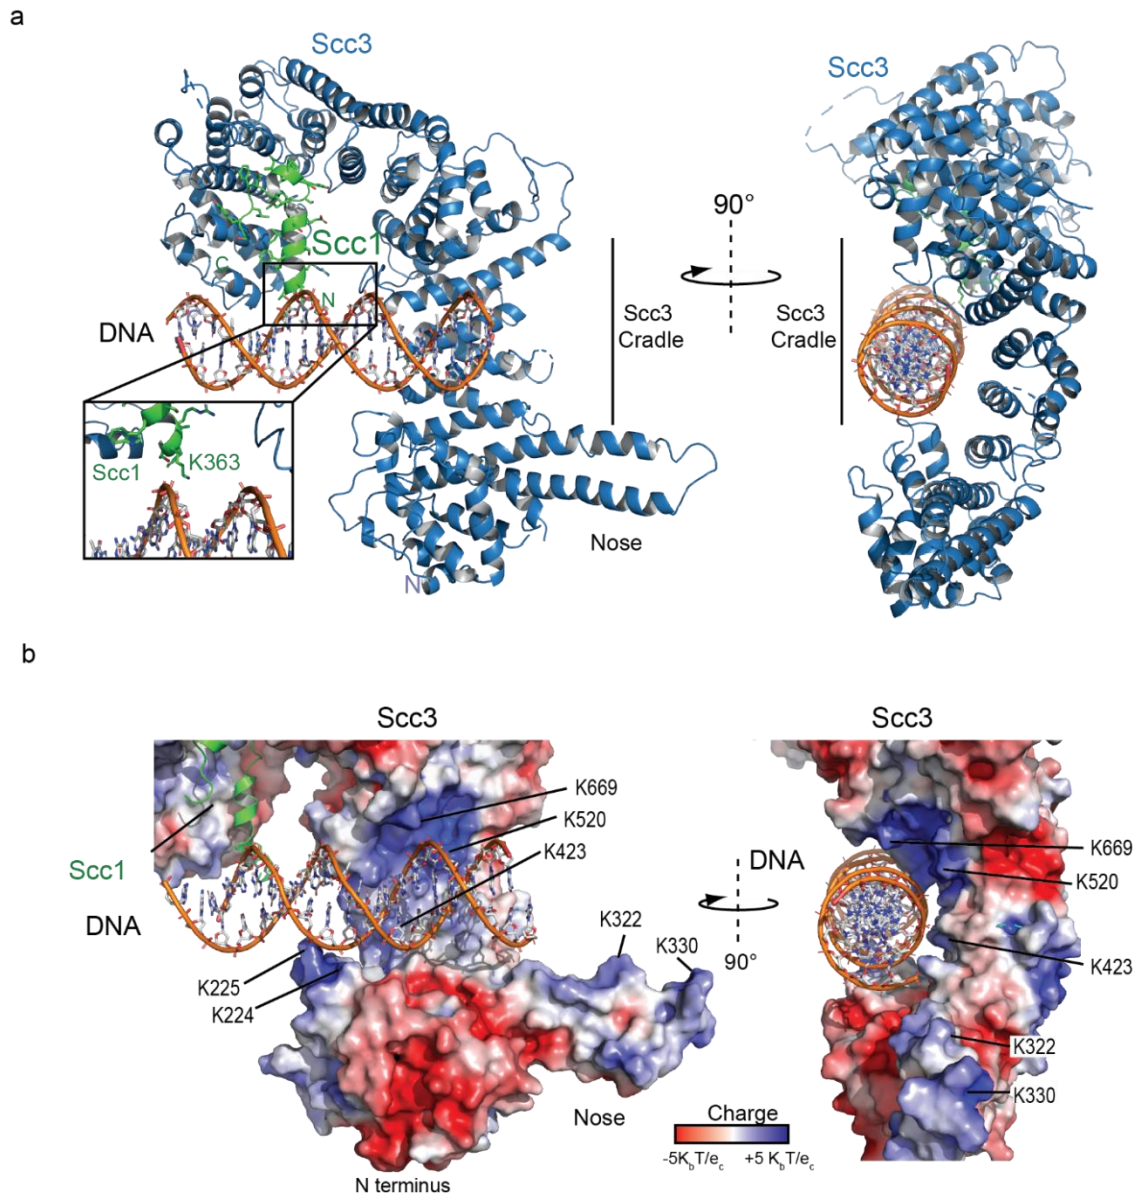 a
Scc3
Scc3
90°
Scc1
C
N
DNA
Scc3
Cradle
Scc3
Cradle
Scc1
K363
Nose
N
b
Scc3
Scc3
K669
K520
K423
K669
DNA
K520
Scc1
DNA
K322
K330
90°
K423
K225
K224
K322
K330
Nose
Charge
-5KbT/ec
+5 KbT/ec
N terminus